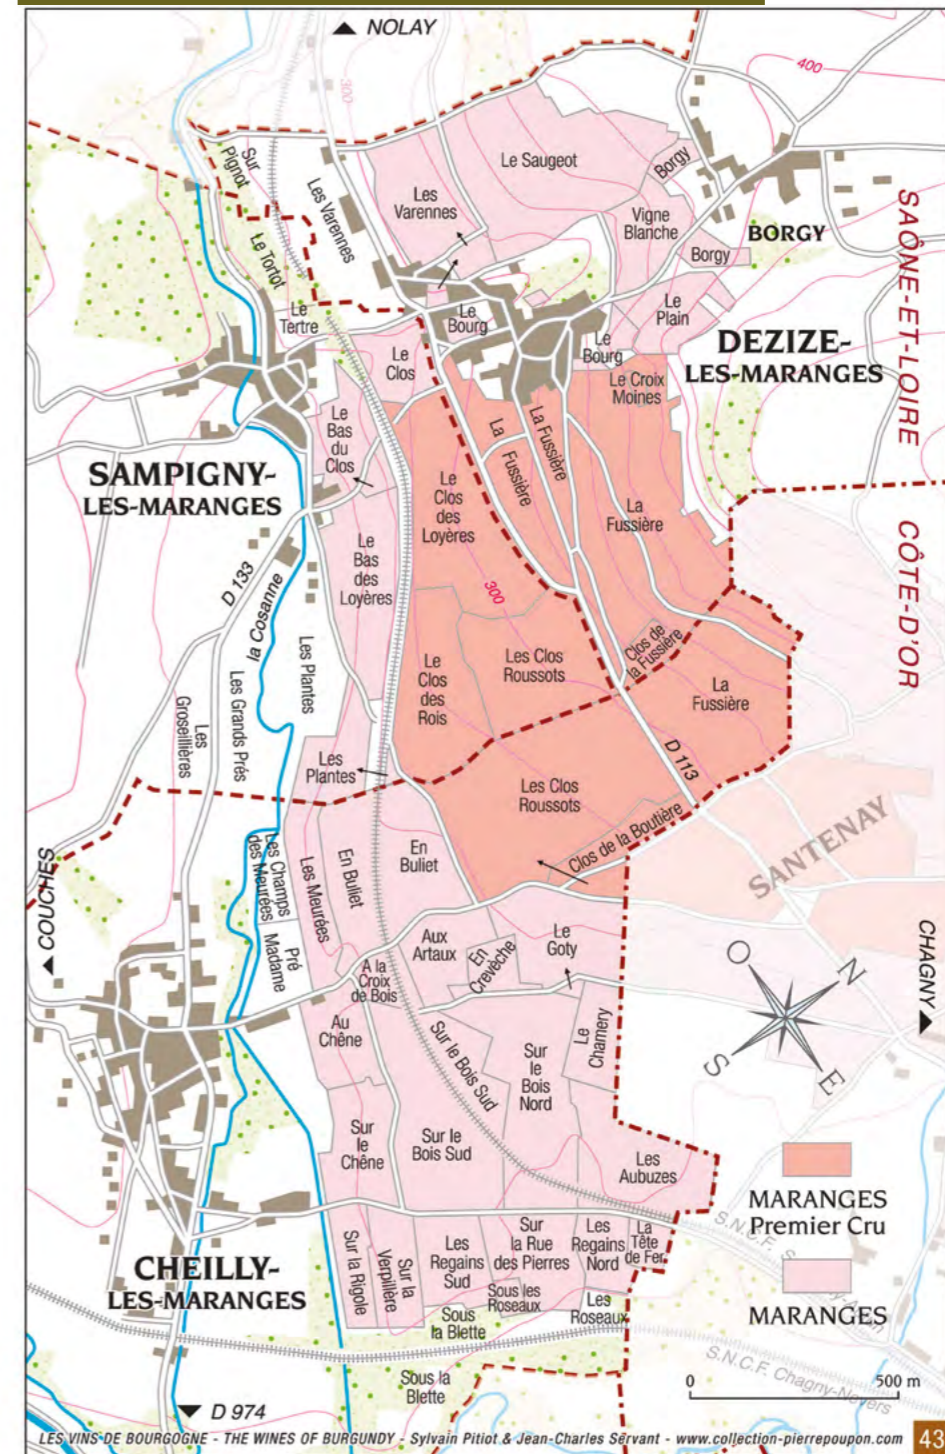 NOLAY
400
300
Le Saugeot
Sur
Pignot
Les Varennes
Les
Varennes
Borgy
Vigne
Blanche
BORGY
Borgy
SAÔNE-ET-LOIRE
Le Tortot
Le
Tertre
Le
Bourg
Le
Plain
Le
Bourg
DEZIZE-
LES-MARANGES
Le
Clos
Le Croix
Moines
Le
Bas
du
Clos
La
Fussière
La Fussière
SAMPIGNY-
LES-MARANGES
Le
Clos
des
Loyères
La
Fussière
CÔTE-D'OR
Le
Bas
des
Loyères
D 133
la Cosanne
300
Les Plantes
Le
Clos
des
Rois
Les Clos
Roussots
Clos de
la Fussière
La
Fussière
Les Grands Prés
Les
Groseillières
Les
Plantes
D 113
Les Clos
Roussots
Clos de la Boutière
SANTENAY
COUCHES
Les Champs
des Meurées
Les Meurées
En Buliet
En
Buliet
Pré
Madame
Aux
Artaux
En
Crevèche
Le
Goty
A la
Croix
de Bois
CHAGNY
O
N
S
E
Au
Chêne
Sur le Bois Sud
Sur
le
Bois
Nord
Le
Chamery
Sur
le
Chêne
Sur le
Bois Sud
Les
Aubuzes
MARANGES
Premier Cru
MARANGES
Sur la Rigole
Sur la
Verpillère
Les
Regains
Sud
Sur
la Rue
des Pierres
Les
Regains
Nord
La
Tête
de Fer
CHEILLY-
LES-MARANGES
Sous les
Roseaux
Les
Roseaux
Sous
la Blette
Sous la
Blette
S.N.C.F. Chagny-Nevers
0 500 m
D 974
LES VINS DE BOURGOGNE - THE WINES OF BURGUNDY - Sylvain Pitiot & Jean-Charles Servant - www.collection-pierrepoupon.com
43